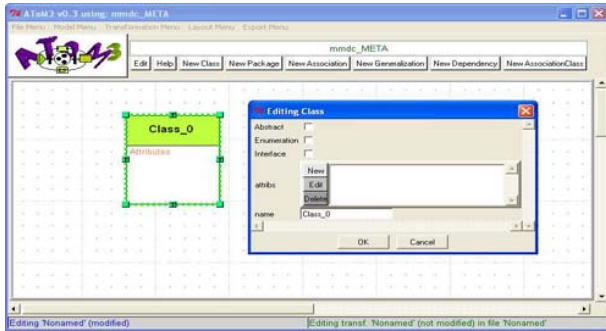 AToM3 v0.3 using: mmdc_META
File Menu Model Menu Transformation Menu Layout Menu Export Menu
AToM3
mmdc_META
Edit Help New Class New Package New Association New Generalization New Dependency New AssociationClass
Class_0
Attributes
Editing Class
Abstract
Enumeration
Interface
attribs
New
Edit
Delete
name Class_0
OK Cancel
Editing 'Nonamed' (modified) Editing transf. 'Nonamed' (not modified) in file 'Nonamed'